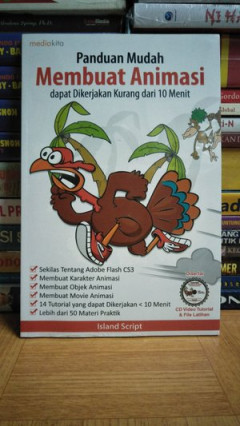 mediakita
Panduan Mudah
Membuat Animasi
dapat Dikerjakan Kurang dari 10 Menit
Sekilas Tentang Adobe Flash CS3
Membuat Karakter Animasi
Membuat Objek Animasi
Membuat Movie Animasi
14 Tutorial yang dapat Dikerjakan < 10 Menit
Lebih dari 50 Materi Praktik
CD Video Tutorial
& File Latihan
Island Script